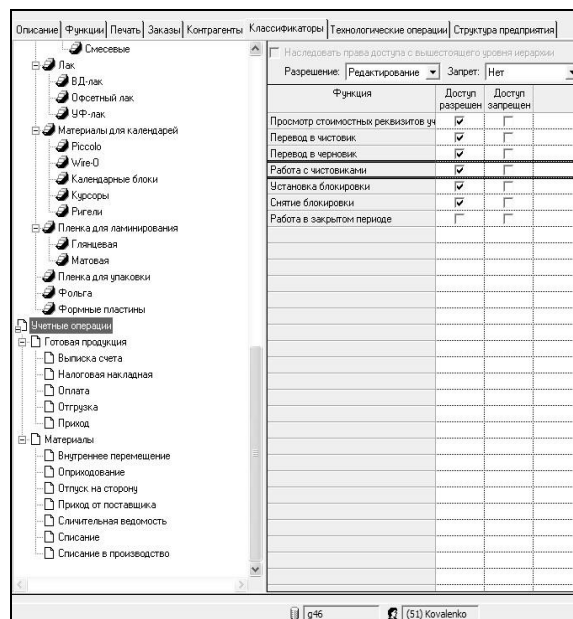 Описание Функции Печать Заказы Контрагенты Классификаторы Технологические операции Структура предприятия
Смесевые
Лак
ВД-лак
Офсетный лак
УФ-лак
Материалы для календарей
Piccolo
Wire-O
Календарные блоки
Курсоры
Ригели
Пленка для ламинирования
Глянцевая
Матовая
Пленка для упаковки
Фольга
Формные пластины
Учетные операции
Готовая продукция
Выписка счета
Налоговая накладная
Оплата
Отгрузка
Приход
Материалы
Внутреннее перемещение
Оприходование
Отпуск на сторону
Приход от поставщика
Сличительная ведомость
Списание
Списание в производство
Наследовать права доступа с вышестоящего уровня иерархии
Разрешение: Редактирование Запрет: Нет
Функция Доступ разрешен Доступ запрещен
Просмотр стоимостных реквизитов уч
Перевод в чистовик
Перевод в черновик
Работа с чистовиками
Установка блокировки
Снятие блокировки
Работа в закрытом периоде
g46 (51) Kovalenko